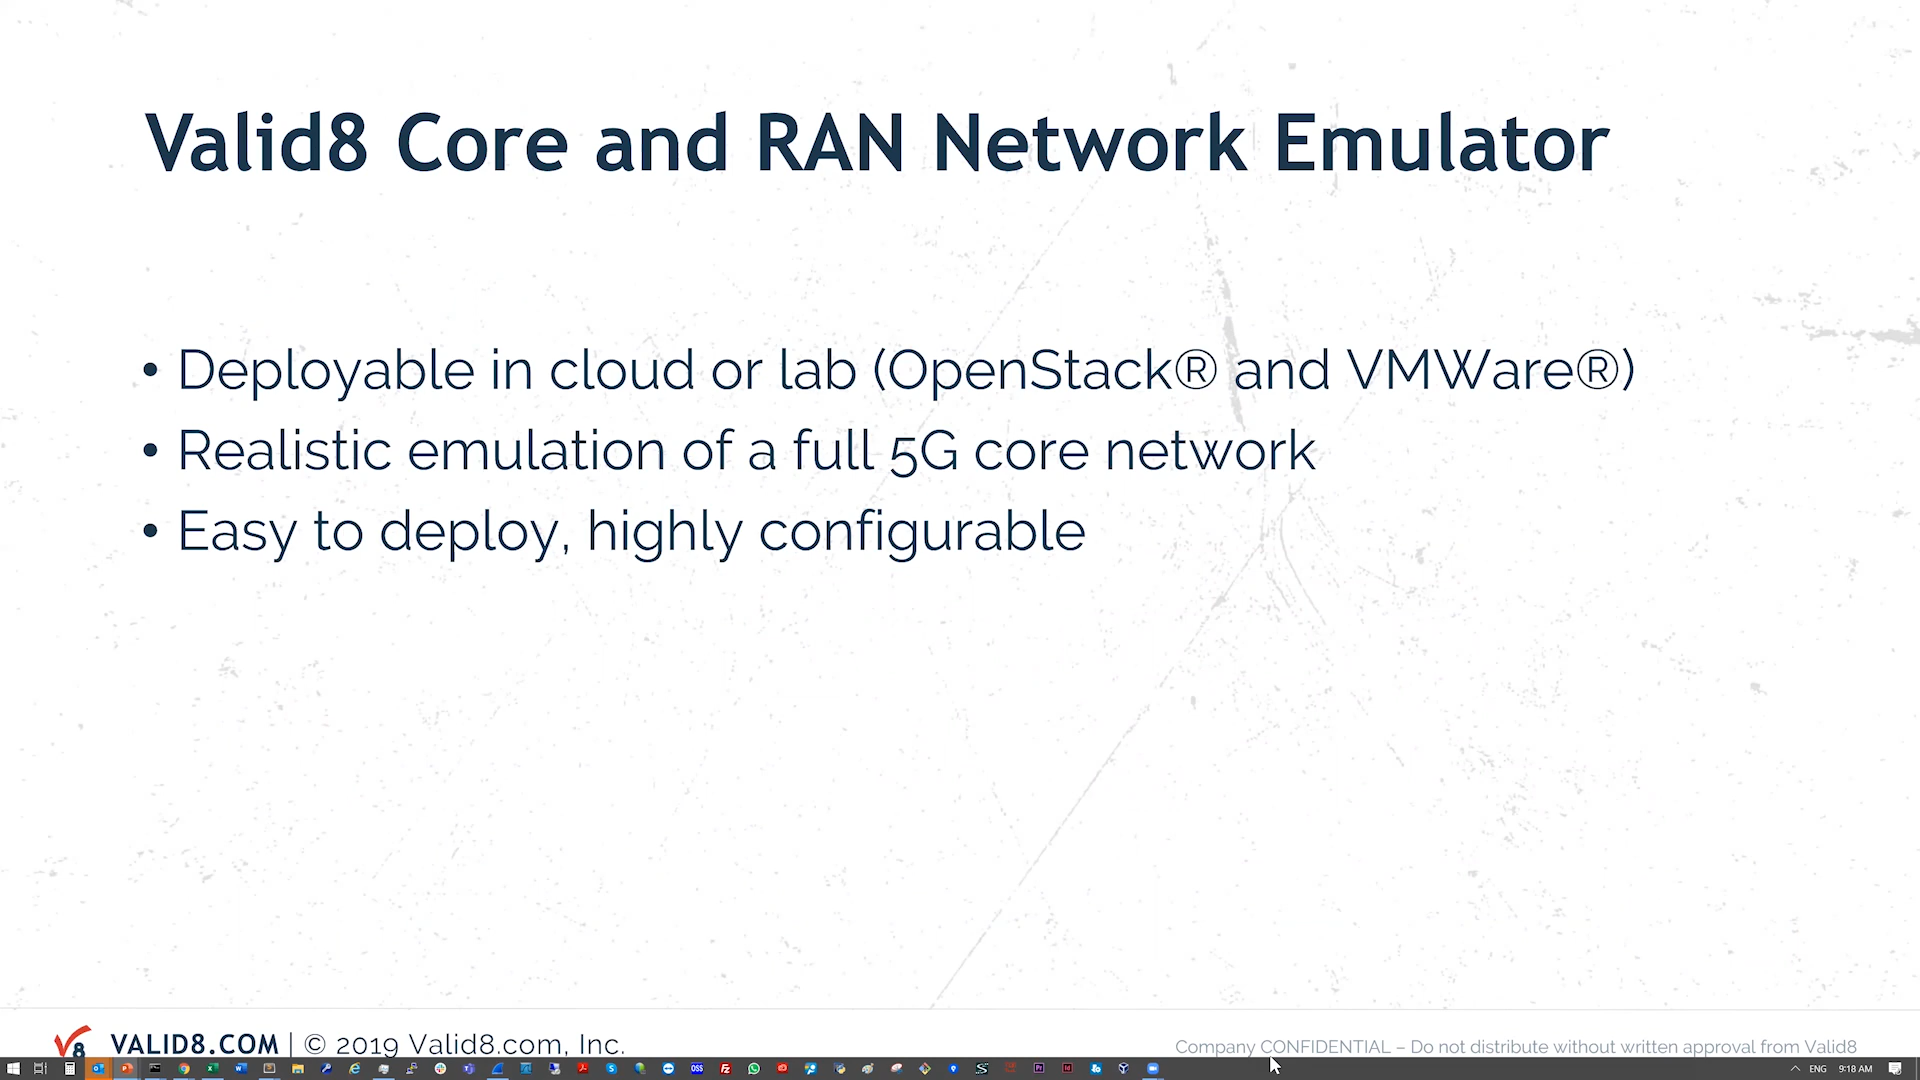 Valid8 Core and RAN Network Emulator
• Deployable in cloud or lab (OpenStack® and VMWare®)
• Realistic emulation of a full 5G core network
• Easy to deploy, highly configurable
V8 VALID8.COM | © 2019 Valid8.com, Inc.
Company CONFIDENTIAL – Do not distribute without written approval from Valid8
ENG 9:18 AM